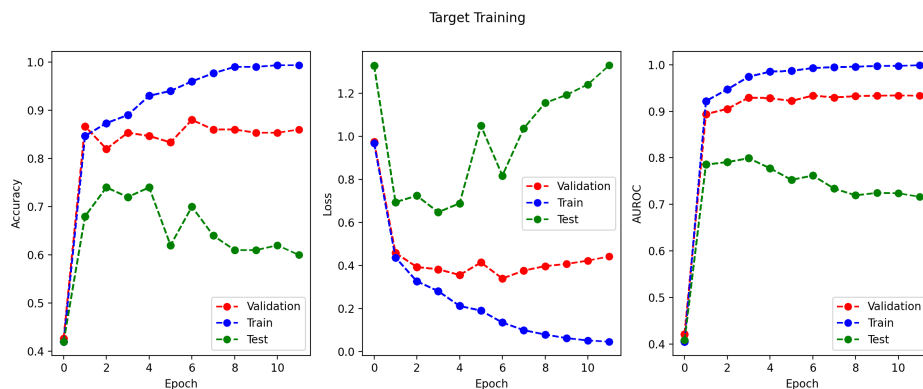 Target Training
Accuracy
1.0
0.9
0.8
0.7
0.6
0.5
0.4
0 2 4 6 8 10
Epoch
Validation
Train
Test
Loss
1.2
1.0
0.8
0.6
0.4
0.2
0.0
0 2 4 6 8 10
Epoch
Validation
Train
Test
AUROC
1.0
0.9
0.8
0.7
0.6
0.5
0.4
0 2 4 6 8 10
Epoch
Validation
Train
Test